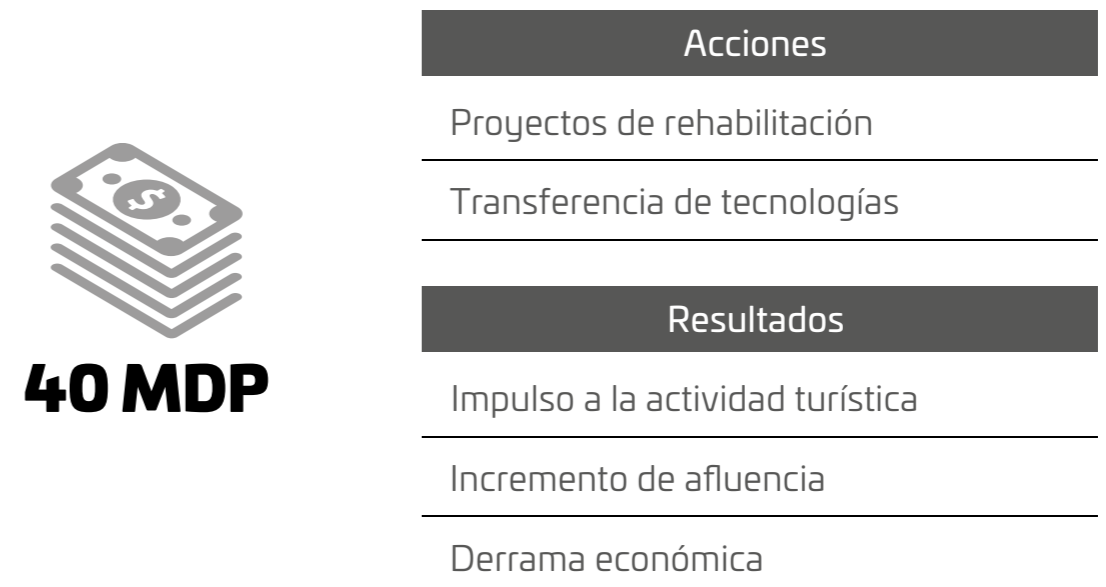 40 MDP
Acciones
Proyectos de rehabilitación
Transferencia de tecnologías
Resultados
Impulso a la actividad turística
Incremento de afluencia
Derrama económica